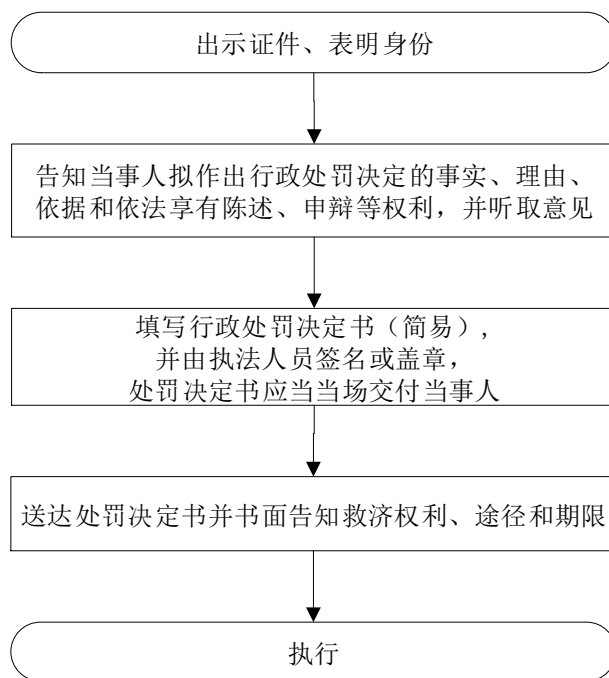 出示证件、表明身份
告知当事人拟作出行政处罚决定的事实、理由、
依据和依法享有陈述、申辩等权利，并听取意见
填写行政处罚决定书（简易），
并由执法人员签名或盖章，
处罚决定书应当当场交付当事人
送达处罚决定书并书面告知救济权利、途径和期限
执行